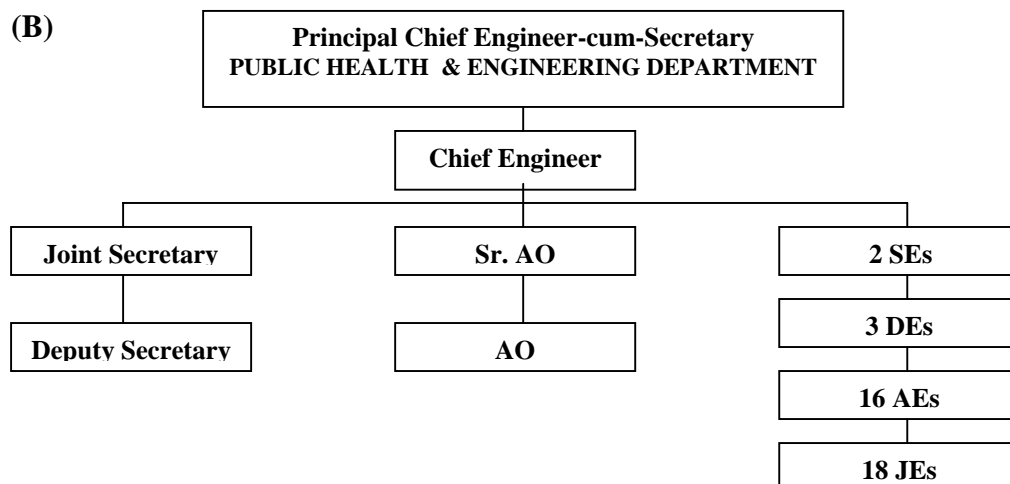 (B)
Principal Chief Engineer-cum-Secretary
PUBLIC HEALTH & ENGINEERING DEPARTMENT
Chief Engineer
Joint Secretary
Sr. AO
2 SEs
3 DEs
Deputy Secretary
AO
16 AEs
18 JEs